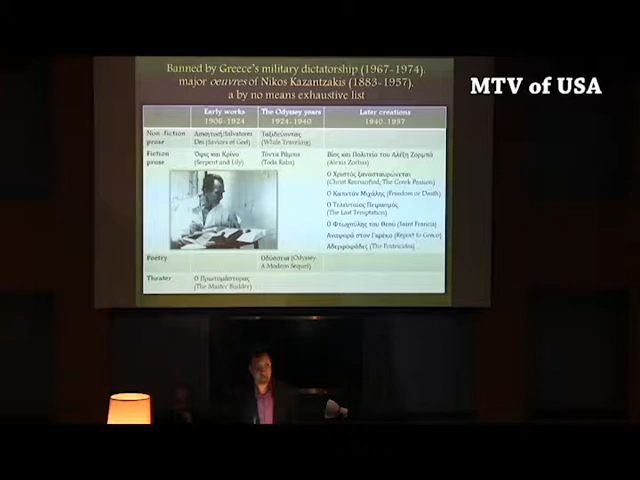 Banned by Greece's military dictatorship (1967-1974):
major oeuvres of Nikos Kazantzakis (1883-1957),
a by no means exhaustive list
MTV of USA
Early works
1906-1924
The Odyssey years
1924-1940
Later creations
1940-1957
Non-fiction prose
Ασκητική/Salvatores Dei (Saviors of God)
Ταξιδεύοντας (While Traveling)
Fiction prose
Όφις και Κρίνο (Serpent and Lily)
Τόντα Ράμπα (Toda Raba)
Βίος και Πολιτεία του Αλέξη Ζορμπά
(Alexis Zorbas)
Ο Χριστός ξανασταυρώνεται
(Christ Recrucified, The Greek Passion)
Ο Καπετάν Μιχάλης (Freedom or Death)
Ο Τελευταίος Πειρασμός
(The Last Temptation)
Ο Φτωχούλης του Θεού (Saint Francis)
Αναφορά στον Γκρέκο (Report to Greco)
Αδερφοφάδες (The Fratricides)
Poetry
Οδύσσεια (Odyssey: A Modern Sequel)
Theater
Ο Πρωτομάστορας
(The Master Builder)